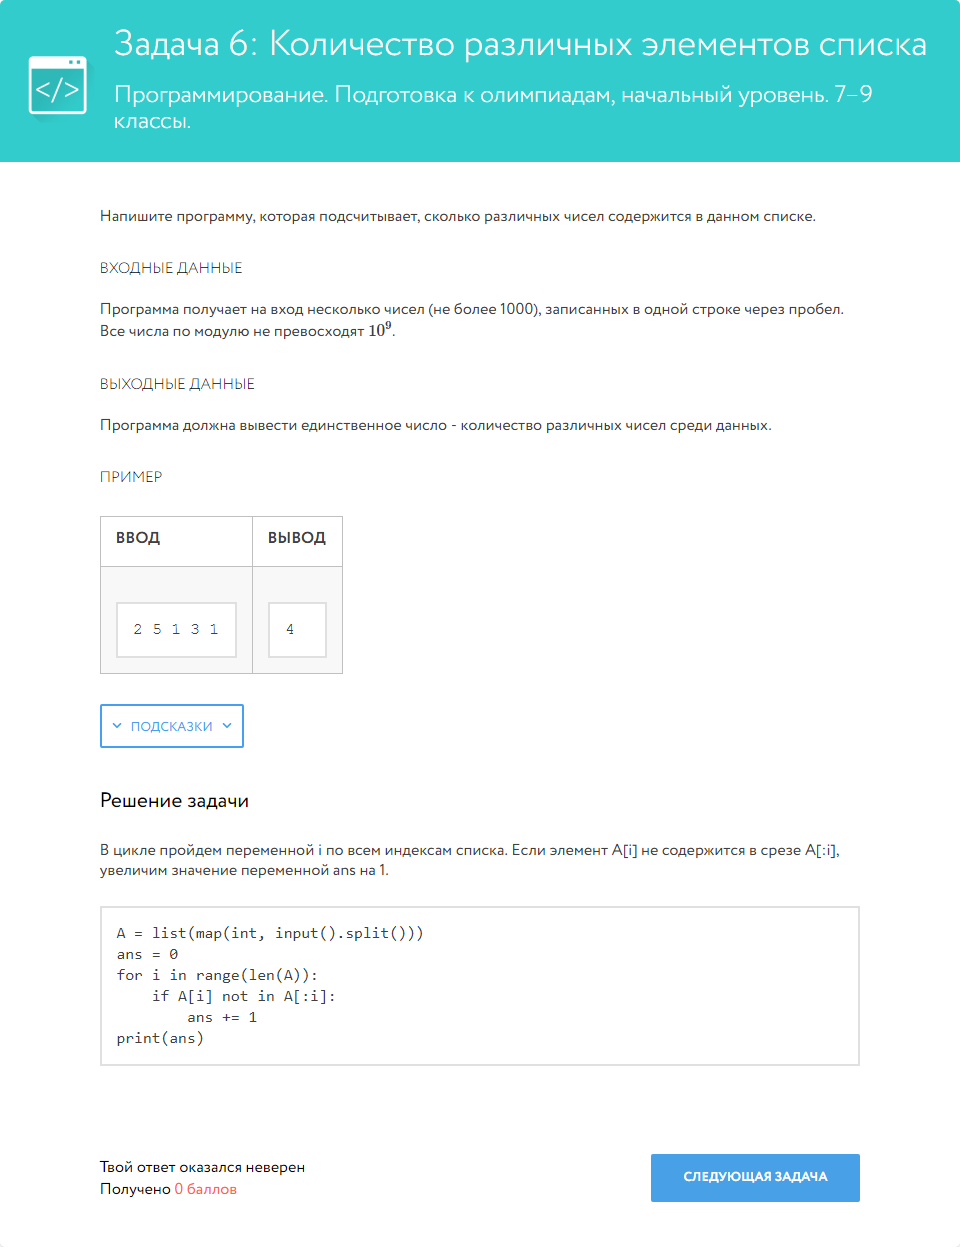 Задача 6: Количество различных элементов списка
</>
Программирование. Подготовка к олимпиадам, начальный уровень. 7–9
классы.
Напишите программу, которая подсчитывает, сколько различных чисел содержится в данном списке.
ВХОДНЫЕ ДАННЫЕ
Программа получает на вход несколько чисел (не более 1000), записанных в одной строке через пробел.
Все числа по модулю не превосходят 10⁹.
ВЫХОДНЫЕ ДАННЫЕ
Программа должна вывести единственное число - количество различных чисел среди данных.
ПРИМЕР
ВВОД ВЫВОД
2 5 1 3 1 4
ПОДСКАЗКИ
Решение задачи
В цикле пройдем переменной i по всем индексам списка. Если элемент A[i] не содержится в срезе A[:i],
увеличим значение переменной ans на 1.
A = list(map(int, input().split()))
ans = 0
for i in range(len(A)):
    if A[i] not in A[:i]:
        ans += 1
print(ans)
Твой ответ оказался неверен
Получено 0 баллов
СЛЕДУЮЩАЯ ЗАДАЧА